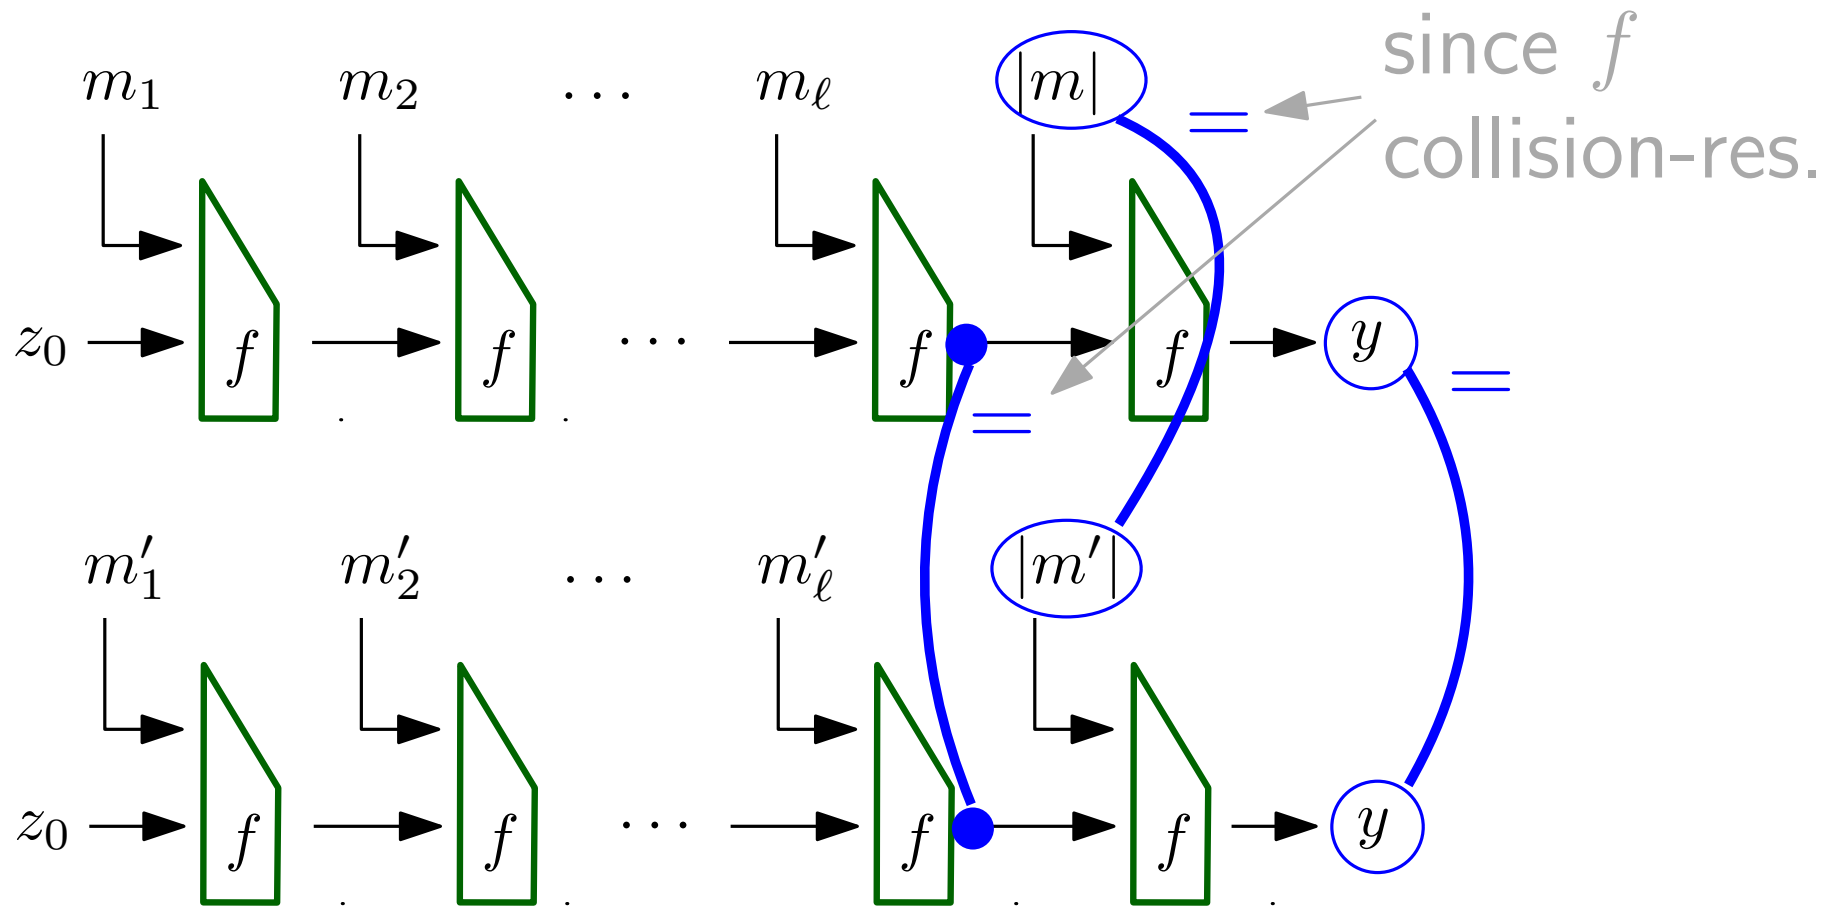 since f
m₁ m₂ ⋯ m_ℓ |m| =
collision-res.
z₀ f f ⋯ f f y
= =
m′₁ m′₂ ⋯ m′_ℓ |m′|
z₀ f f ⋯ f f y